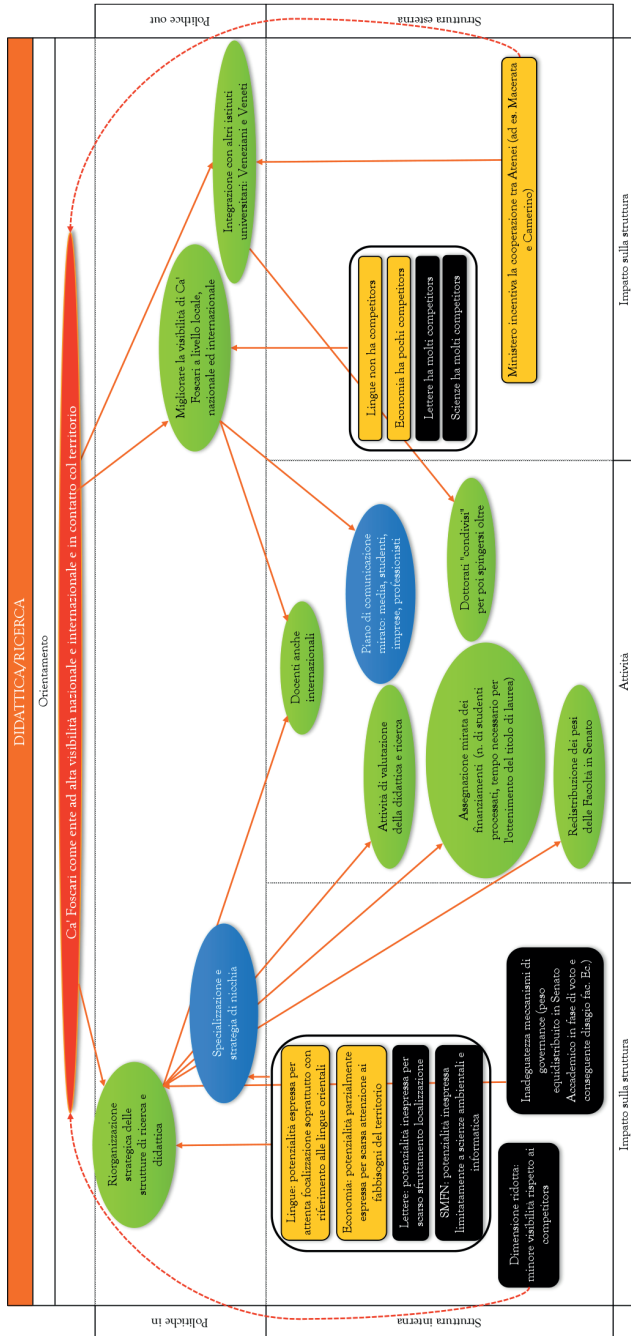 DIDATTICA/RICERCA
Orientamento
Ca' Foscari come ente ad alta visibilità nazionale e internazionale e in contatto col territorio
Politiche in
Politihce out
Riorganizzazione
strategica delle
strutture di ricerca e
didattica
Specializzazione e
strategia di nicchia
Migliorare la visibilità di Ca'
Foscari a livello locale,
nazionale ed internazionale
Integrazione con altri istituti
universitari: Veneziani e Veneti
Struttura interna
Struttura esterna
Lingue: potenzialità espressa per
attenta focalizzazione soprattutto con
riferimento alle lingue orientali
Economia: potenzialità parzialmente
espressa per scarsa attenzione ai
fabbisogni del territorio
Lettere: potenzialità inespressa per
scarso sfruttamento localizzazione
SMFN: potenzialità inespressa
limitatamente a scienze ambientali e
informatica
Dimensione ridotta:
minore visibilità rispetto ai
competitors
Inadeguatezza meccanismi di
governance (peso
equidistribuito in Senato
Accademico in fase di voto e
conseguente disagio fac. Ec.)
Docenti anche
internazionali
Attività di valutazione
della didattica e ricerca
Piano di comunicazione
mirato: media, studenti,
imprese, professionisti
Assegnazione mirata dei
finanziamenti (n. di studenti
processati, tempo necessario per
l'ottenimento del titolo di laurea)
Dottorati "condivisi"
per poi spingersi oltre
Redistribuzione dei pesi
delle Facoltà in Senato
Lingue non ha competitors
Economia ha pochi competitors
Lettere ha molti competitors
Scienze ha molti competitors
Ministero incentiva la cooperazione tra Atenei (ad es. Macerata
e Camerino)
Impatto sulla struttura
Attività
Impatto sulla struttura